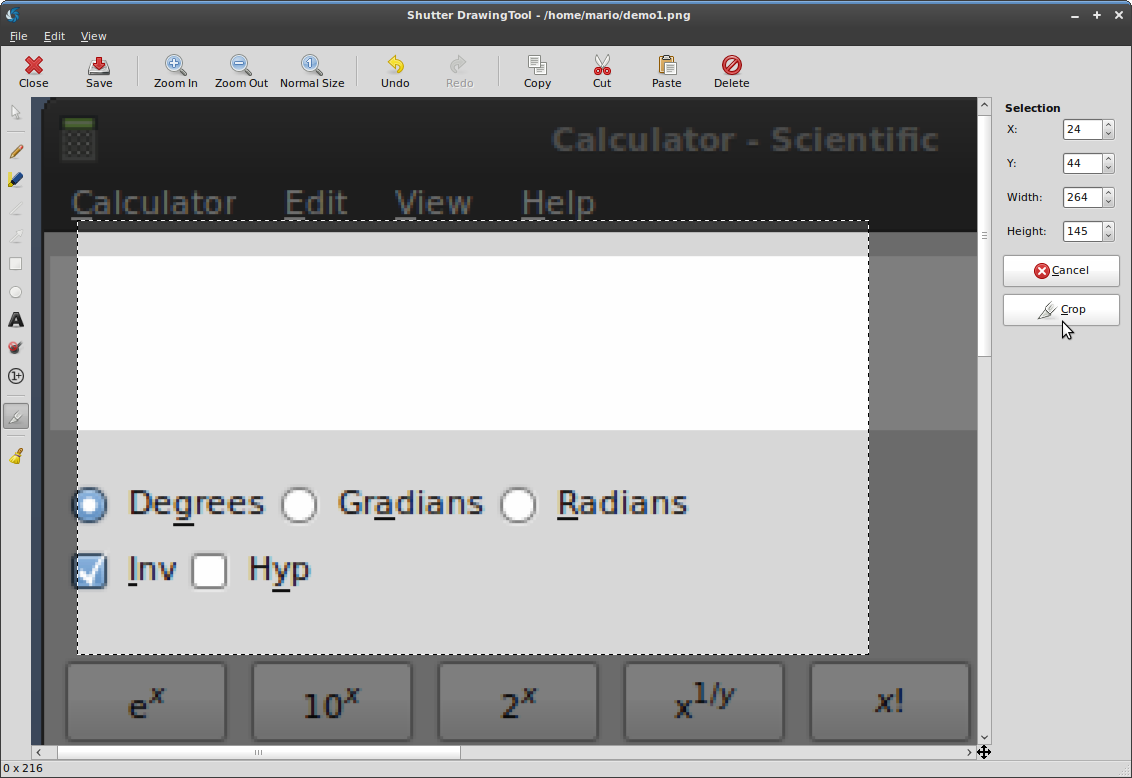 Shutter DrawingTool - /home/mario/demo1.png
File Edit View
Close Save Zoom In Zoom Out Normal Size Undo Redo Copy Cut Paste Delete
Selection
X: 24
Y: 44
Width: 264
Height: 145
Cancel
Crop
Calculator - Scientific
Calculator Edit View Help
Degrees Gradians Radians
Inv Hyp
e^x 10^x 2^x x^1/y x!
0 x 216